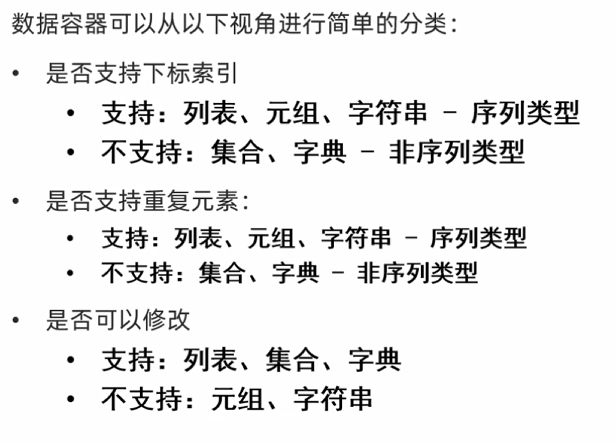 数据容器可以从以下视角进行简单的分类：
• 是否支持下标索引
• 支持：列表、元组、字符串 - 序列类型
• 不支持：集合、字典 - 非序列类型
• 是否支持重复元素：
• 支持：列表、元组、字符串 - 序列类型
• 不支持：集合、字典 - 非序列类型
• 是否可以修改
• 支持：列表、集合、字典
• 不支持：元组、字符串